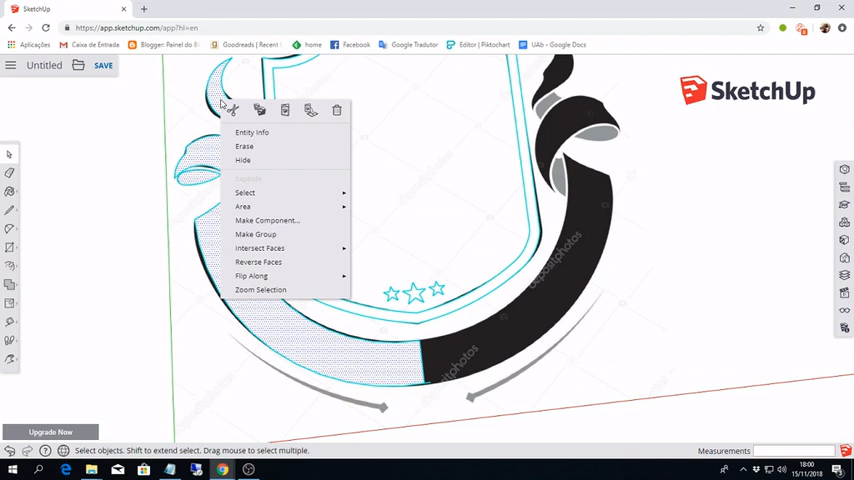 SketchUp
https://app.sketchup.com/app?hl=en
Aplicações
Caixa de Entrada
Blogger: Painel do B
Goodreads | Recent
home
Facebook
Google Tradutor
Editor | Piktochart
UAb - Google Docs
Untitled
SAVE
SketchUp
Entity Info
Erase
Hide
Explode
Select
Area
Make Component...
Make Group
Intersect Faces
Reverse Faces
Flip Along
Zoom Selection
depositphotos
depositphotos
Upgrade Now
Select objects. Shift to extend select. Drag mouse to select multiple.
Measurements
18:00
15/11/2018